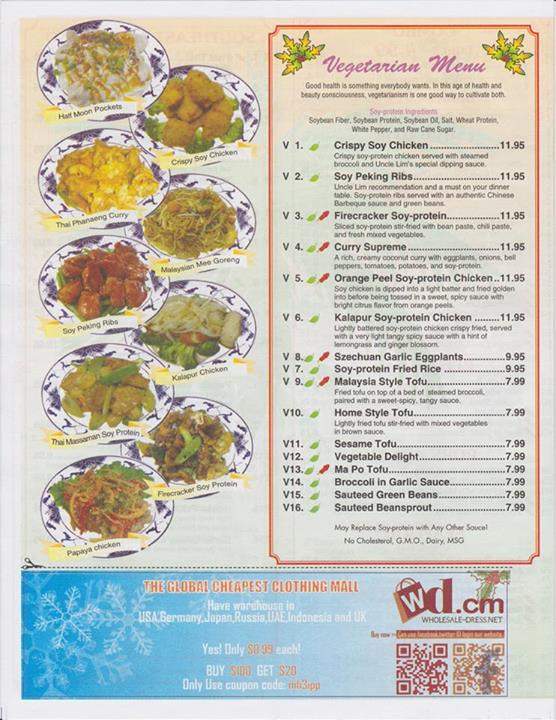 Half Moon Pockets
Crispy Soy Chicken
Thai Phanaeng Curry
Malaysian Mee Goreng
Soy Peking Ribs
Kalapur Chicken
Thai Massaman Soy Protein
Firecracker Soy Protein
Papaya chicken
Vegetarian Menu
Good health is something everybody wants. In this age of health and
beauty consciousness, vegetarianism is one good way to cultivate both.
Soy-protein Ingredients
Soybean Fiber, Soybean Protein, Soybean Oil, Salt, Wheat Protein,
White Pepper, and Raw Cane Sugar.
V 1. Crispy Soy Chicken ........................11.95
Crispy soy-protein chicken served with steamed
broccoli and Uncle Lim's special dipping sauce.
V 2. Soy Peking Ribs............................11.95
Uncle Lim recommendation and a must on your dinner
table. Soy-protein ribs served with an authentic Chinese
Barbeque sauce and green beans.
V 3. Firecracker Soy-protein................11.95
Sliced soy-protein stir-fried with bean paste, chili paste,
and fresh mixed vegetables.
V 4. Curry Supreme..............................11.95
A rich, creamy coconut curry with eggplants, onions, bell
peppers, tomatoes, potatoes, and soy-protein.
V 5. Orange Peel Soy-protein Chicken..11.95
Soy chicken is dipped into a light batter and fried golden
into before being tossed in a sweet, spicy sauce with
bright citrus flavor from orange peels.
V 6. Kalapur Soy-protein Chicken ........11.95
Lightly battered soy-protein chicken crispy fried, served
with a very light tangy spicy sauce with a hint of
lemongrass and ginger blossom.
V 8. Szechuan Garlic Eggplants............9.95
V 7. Soy-protein Fried Rice ..................9.95
V 9. Malaysia Style Tofu.......................7.99
Fried tofu on top of a bed of steamed broccoli,
paired with a sweet-spicy, tangy sauce.
V10. Home Style Tofu...........................7.99
Lightly fried tofu stir-fried with mixed vegetables
in brown sauce.
V11. Sesame Tofu.................................7.99
V12. Vegetable Delight.........................7.99
V13. Ma Po Tofu...................................7.99
V14. Broccoli in Garlic Sauce...............7.99
V15. Sauteed Green Beans..................7.99
V16. Sauteed Beansprout....................7.99
May Replace Soy-protein with Any Other Sauce!
No Cholesterol, G.M.O., Dairy, MSG
THE GLOBAL CHEAPEST CLOTHING MALL
Have warehouse in
USA,Germany,Japan,Russia,UAE,Indonesia and UK
Yes! Only $0.99 each!
BUY $100 GET $20
Only Use coupon code: mb3ipp
Wd.cm
WHOLESALE-DRESS.NET
Buy now >> Can use facebook,twitter ID login our website